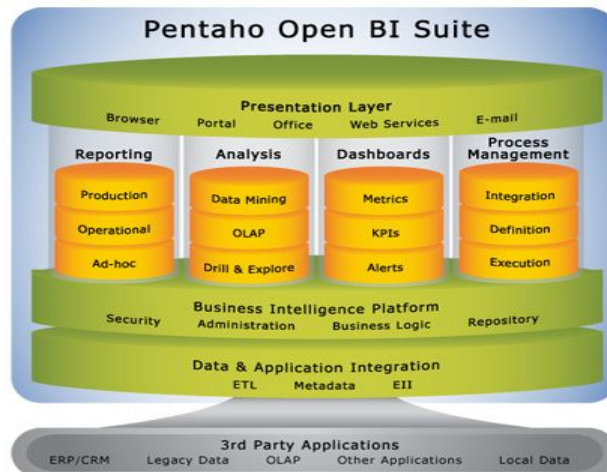 Pentaho Open BI Suite
Presentation Layer
Browser Portal Office Web Services E-mail
Reporting Analysis Dashboards Process Management
Production Data Mining Metrics Integration
Operational OLAP KPIs Definition
Ad-hoc Drill & Explore Alerts Execution
Business Intelligence Platform
Security Administration Business Logic Repository
Data & Application Integration
ETL Metadata EII
3rd Party Applications
ERP/CRM Legacy Data OLAP Other Applications Local Data